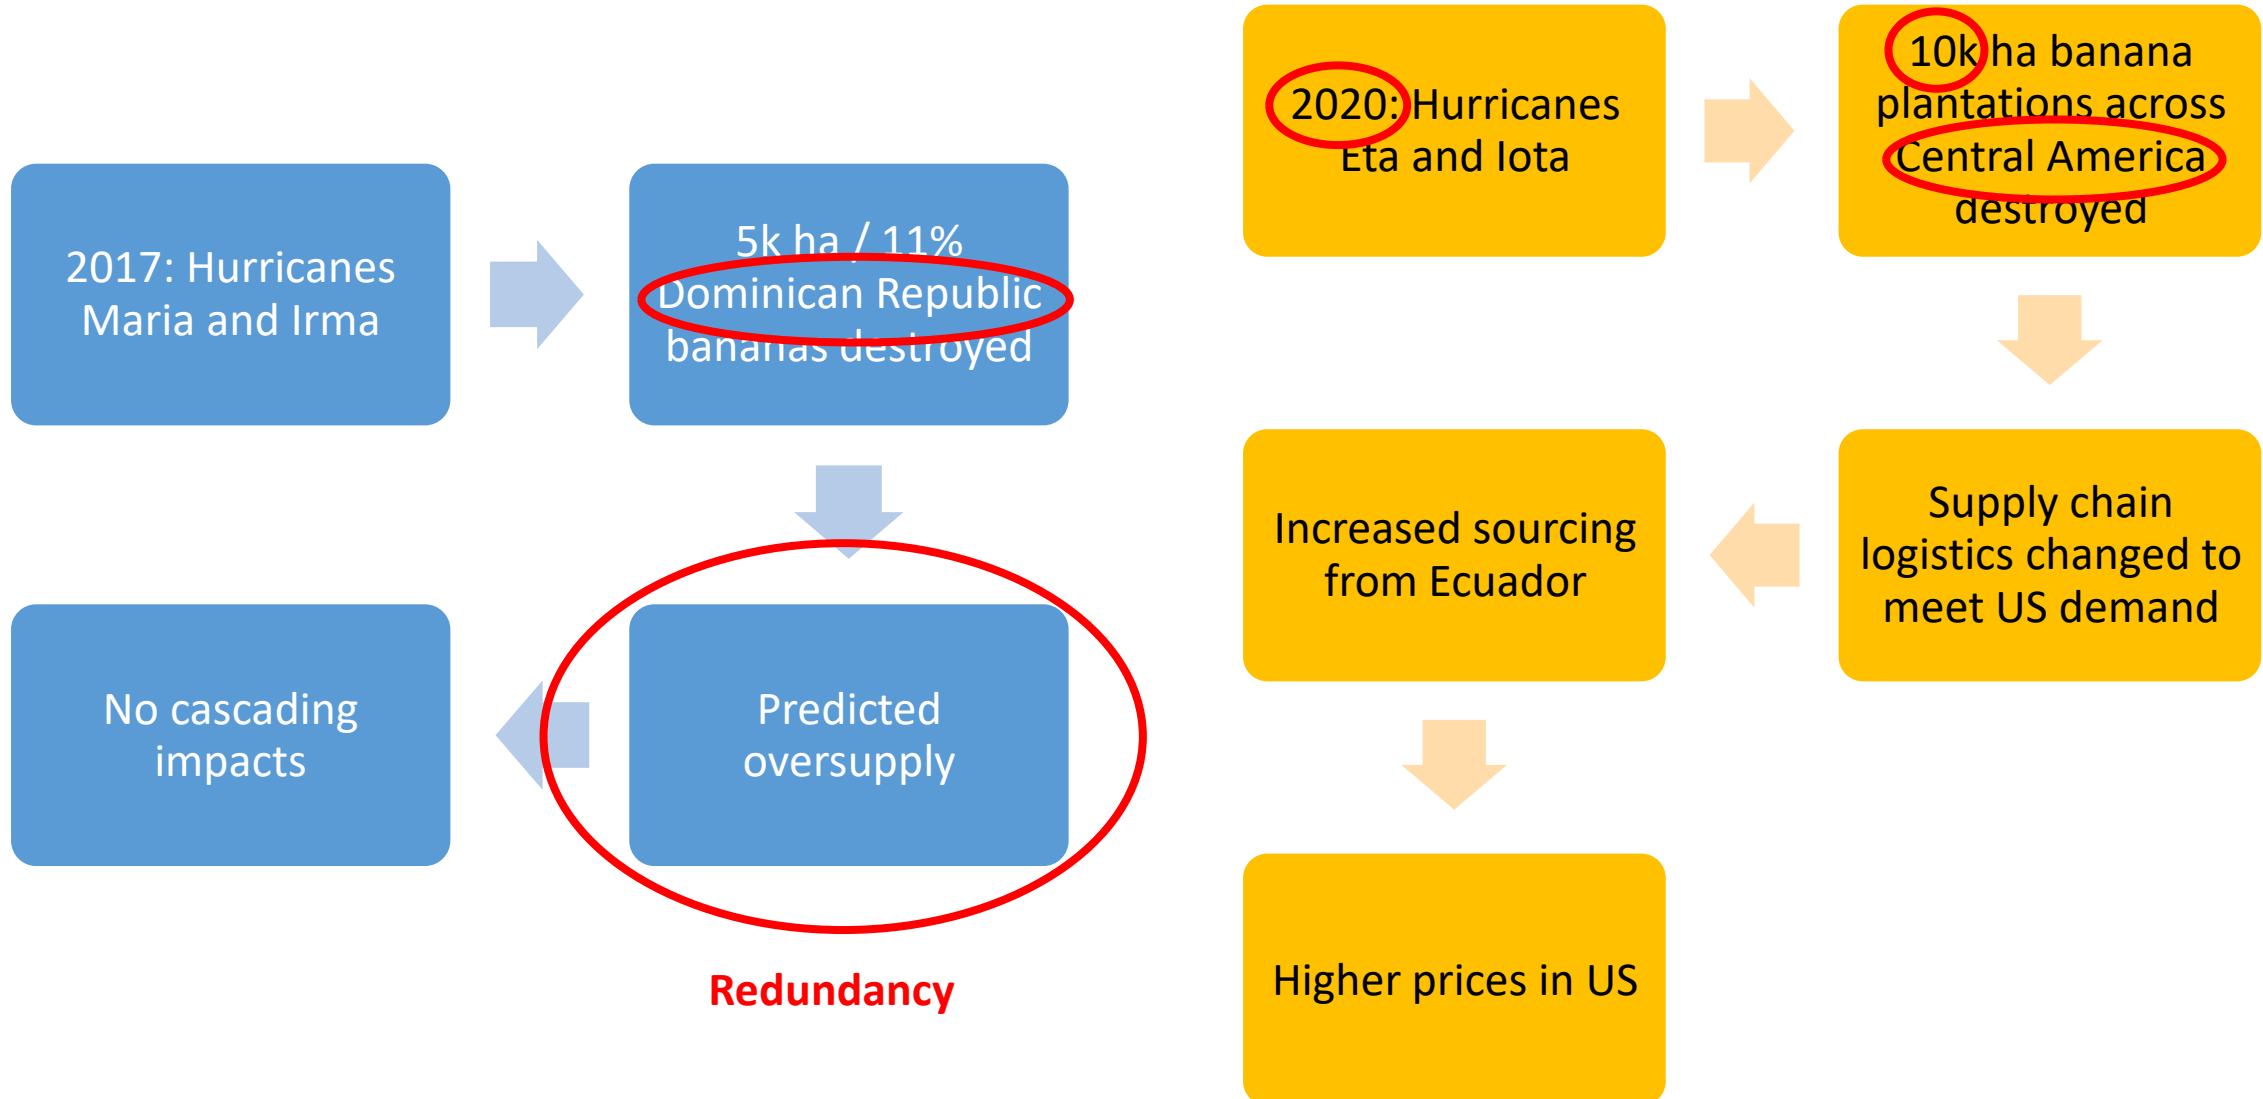 2017: Hurricanes
Maria and Irma
5k ha / 11%
Dominican Republic
bananas destroyed
Predicted
oversupply
No cascading
impacts
Redundancy
2020: Hurricanes
Eta and Iota
10k ha banana
plantations across
Central America
destroyed
Supply chain
logistics changed to
meet US demand
Increased sourcing
from Ecuador
Higher prices in US